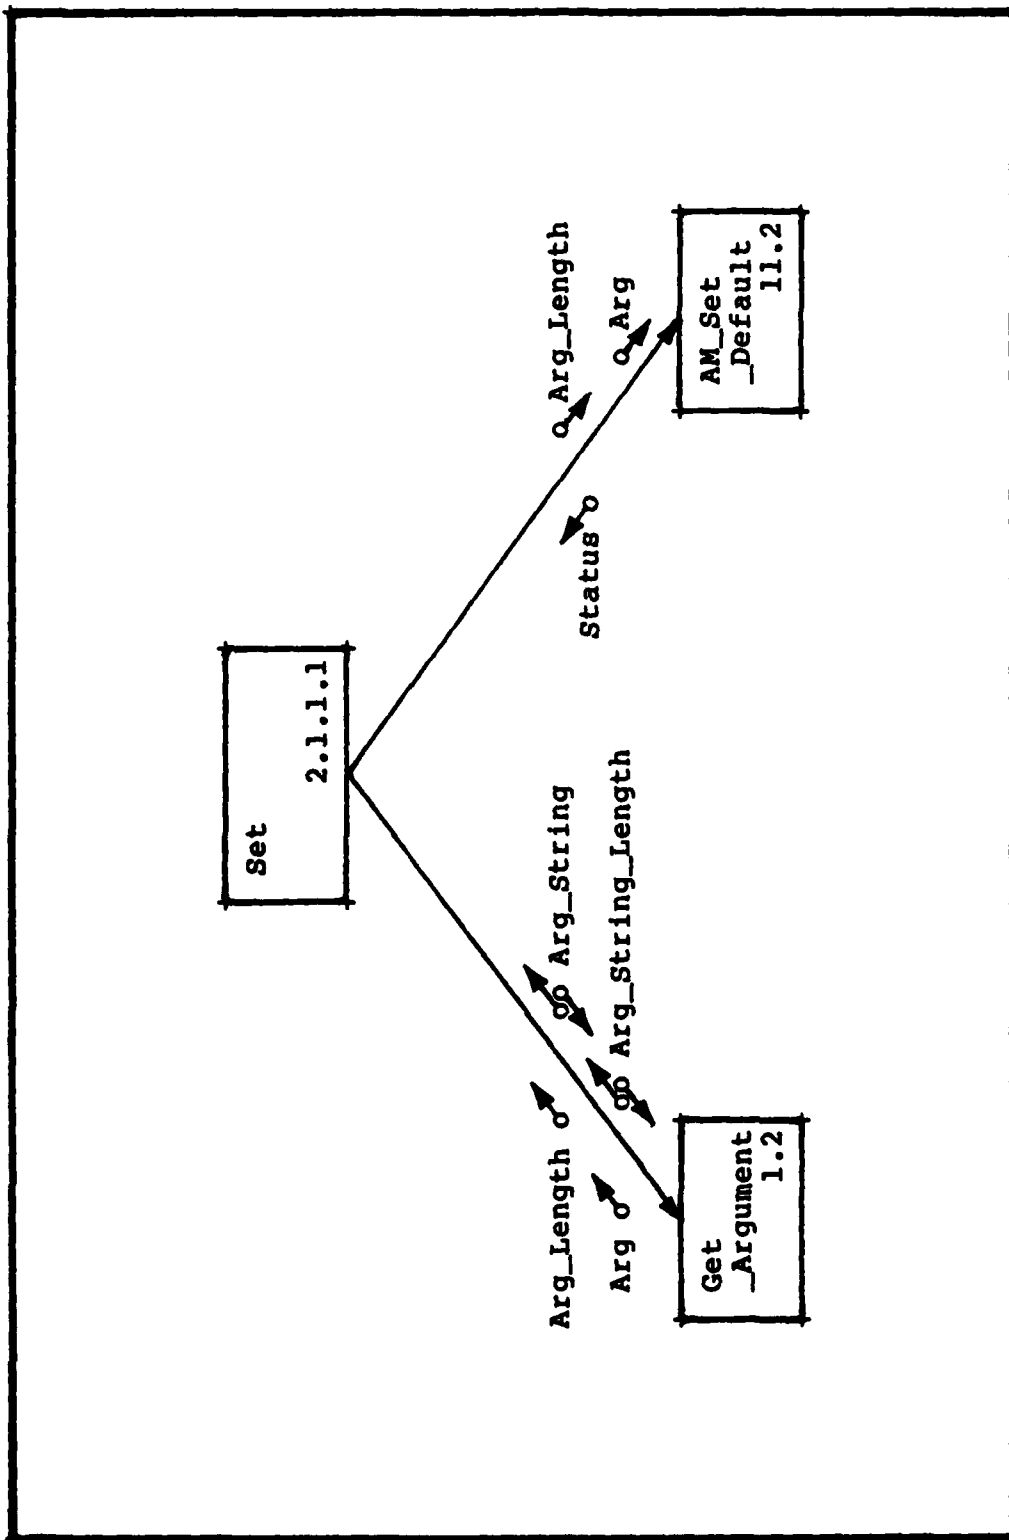 Set
2.1.1.1
Arg_Length
Arg
Arg_String
Arg_String_Length
Status
Arg_Length
Arg
Get
_Argument
1.2
AM_Set
_Default
11.2